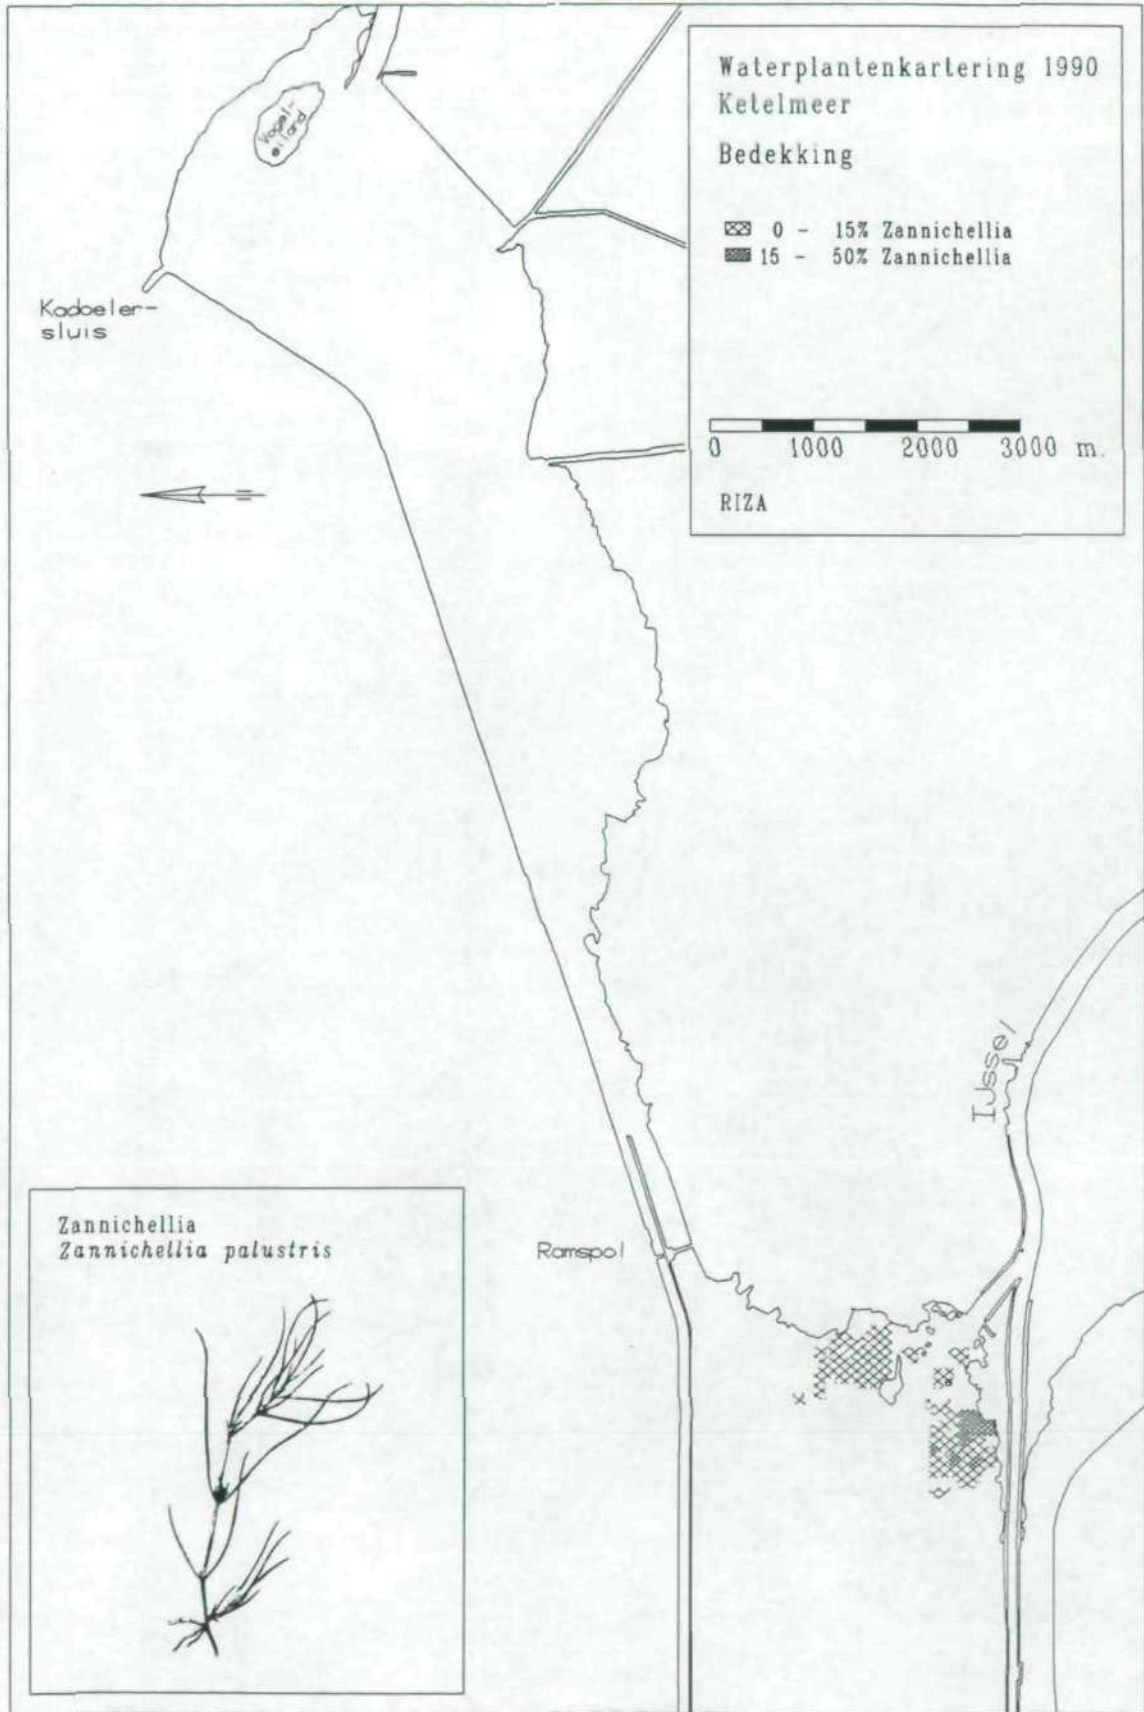 Waterplantenkartering 1990
Ketelmeer
Bedekking
0 - 15% Zannichellia
15 - 50% Zannichellia
0 1000 2000 3000 m.
RIZA
Vogel-
eiland
Kadoeler-
sluis
IJssel
Ramspol
Zannichellia
Zannichellia palustris